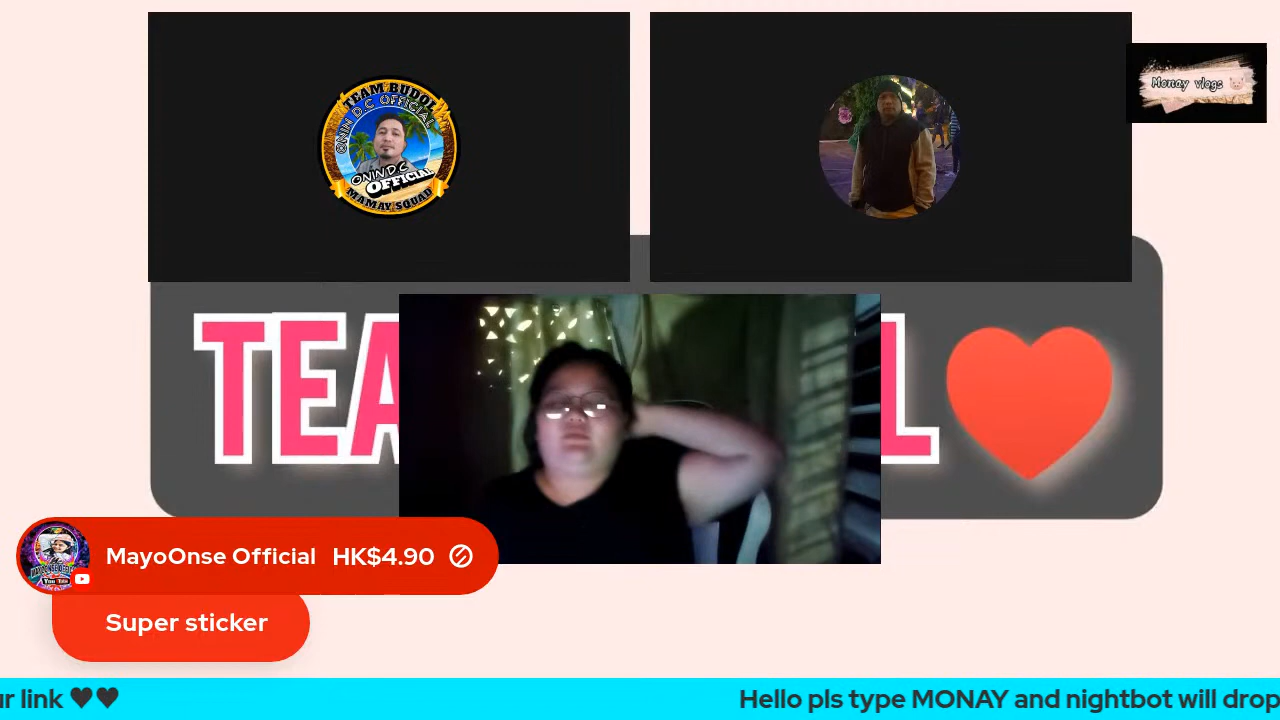 TEAM BUDOL
ONIN D.C OFFICIAL
ONIN D.C
OFFICIAL
MAMAY SQUAD
Monay vlogs
TEA
L
MayoOnse Official HK$4.90
Super sticker
ur link ♥♥
Hello pls type MONAY and nightbot will drop